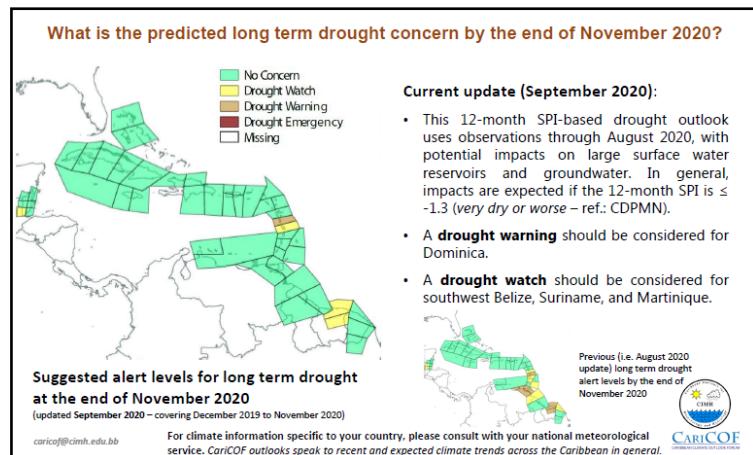 What is the predicted long term drought concern by the end of November 2020?
No Concern
Drought Watch
Drought Warning
Drought Emergency
Missing
Current update (September 2020):
• This 12-month SPI-based drought outlook
uses observations through August 2020, with
potential impacts on large surface water
reservoirs and groundwater. In general,
impacts are expected if the 12-month SPI is ≤
-1.3 (very dry or worse – ref.: CDPMN).
• A drought warning should be considered for
Dominica.
• A drought watch should be considered for
southwest Belize, Suriname, and Martinique.
Suggested alert levels for long term drought
at the end of November 2020
(updated September 2020 – covering December 2019 to November 2020)
Previous (i.e. August 2020
update) long term drought
alert levels by the end of
November 2020
CIMH
CARICOF
caricof@cimh.edu.bb
For climate information specific to your country, please consult with your national meteorological
service. CariCOF outlooks speak to recent and expected climate trends across the Caribbean in general.